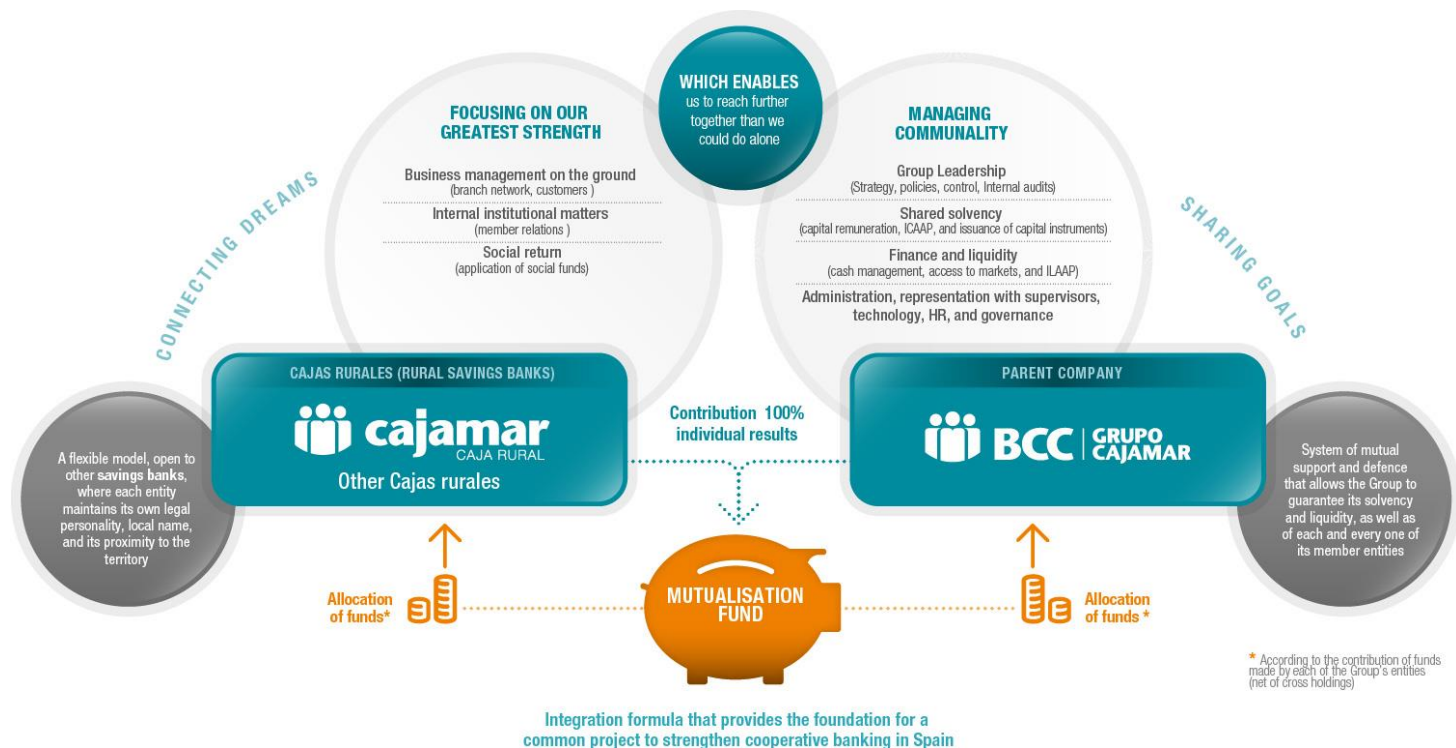 WHICH ENABLES
us to reach further
together than we
could do alone
FOCUSING ON OUR
GREATEST STRENGTH
Business management on the ground
(branch network, customers )
Internal institutional matters
(member relations )
Social return
(application of social funds)
MANAGING
COMMUNALITY
Group Leadership
(Strategy, policies, control, Internal audits)
Shared solvency
(capital remuneration, ICAAP, and issuance of capital instruments)
Finance and liquidity
(cash management, access to markets, and ILAAP)
Administration, representation with supervisors,
technology, HR, and governance
CONNECTING DREAMS
SHARING GOALS
CAJAS RURALES (RURAL SAVINGS BANKS)
cajamar
CAJA RURAL
Other Cajas rurales
PARENT COMPANY
BCC GRUPO
CAJAMAR
A flexible model, open to
other savings banks,
where each entity
maintains its own legal
personality, local name,
and its proximity to the
territory
Contribution 100%
individual results
System of mutual
support and defence
that allows the Group to
guarantee its solvency
and liquidity, as well as
of each and every one of
its member entities
Allocation
of funds*
MUTUALISATION
FUND
Allocation
of funds *
* According to the contribution of funds
made by each of the Group's entities
(net of cross holdings)
Integration formula that provides the foundation for a
common project to strengthen cooperative banking in Spain